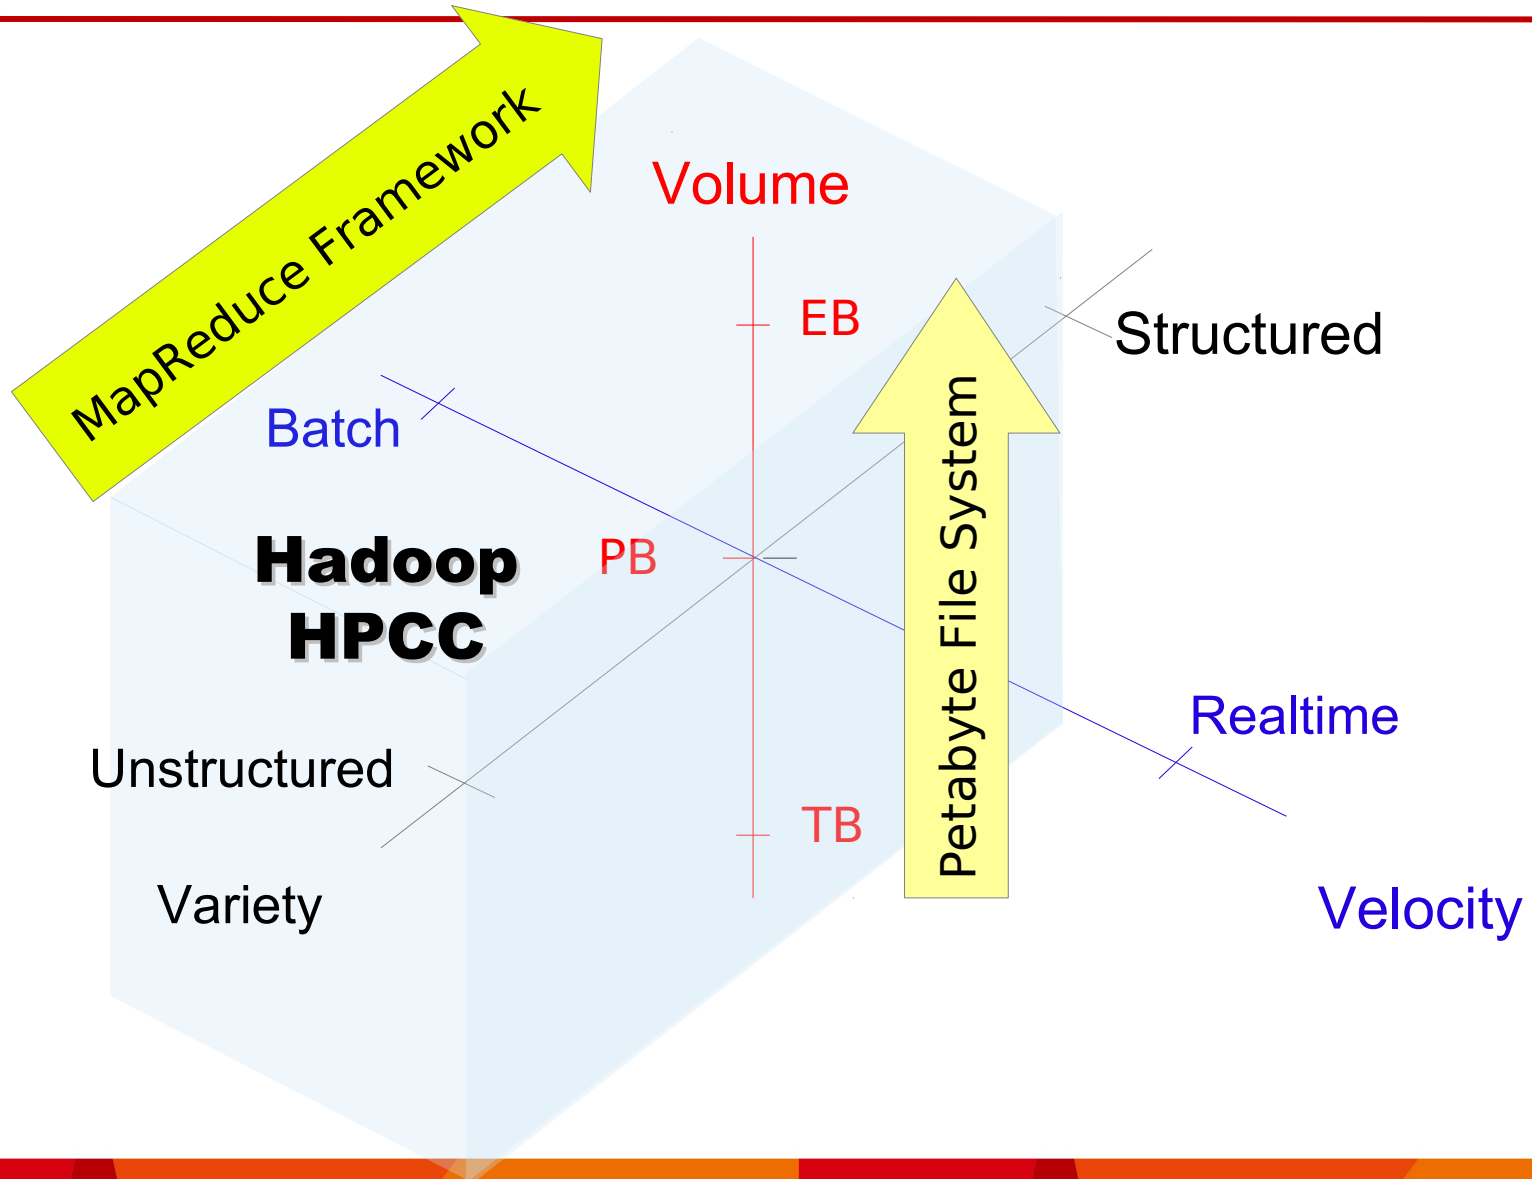 MapReduce Framework
Volume
EB
Structured
Batch
Hadoop
HPCC
PB
Petabyte File System
Realtime
Unstructured
TB
Variety
Velocity